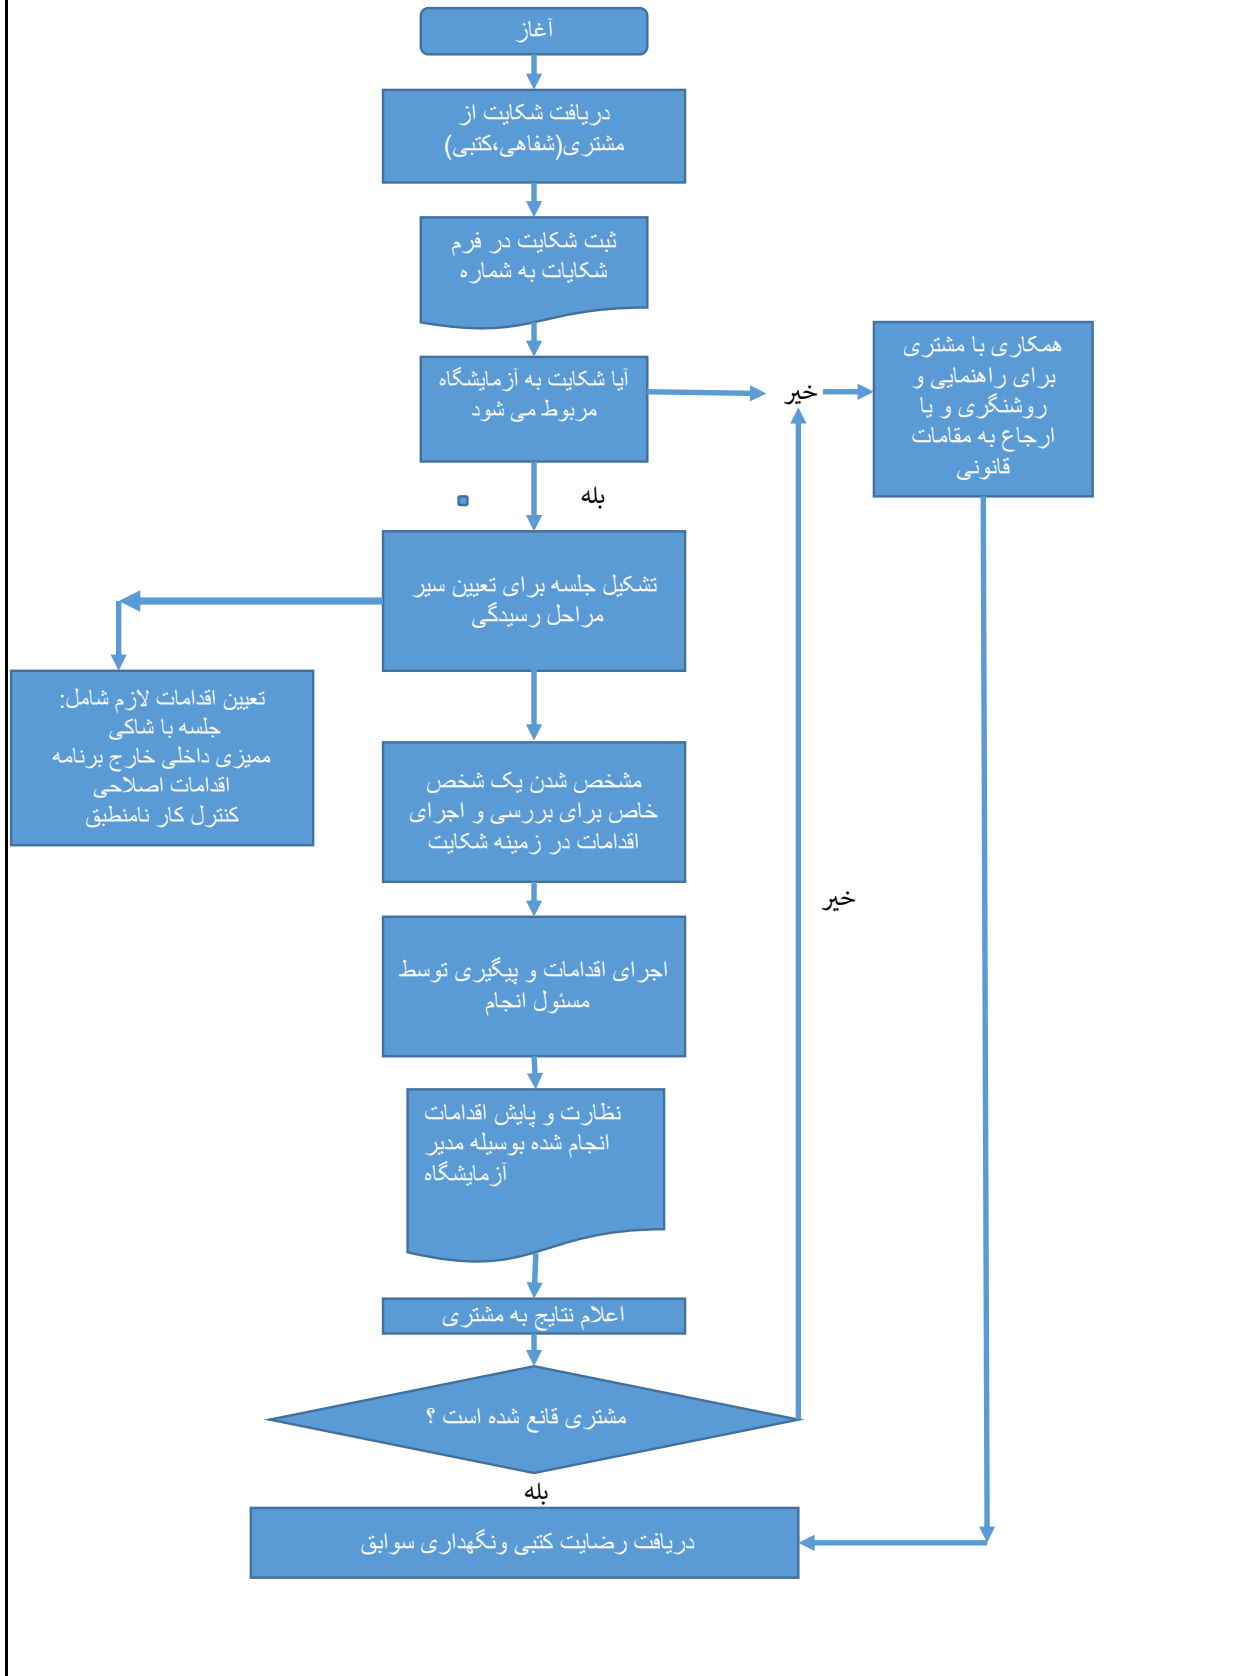 آغاز
دریافت شکایت از
مشتری(شفاهی،کتبی)
ثبت شکایت در فرم
شکایات به شماره
آیا شکایت به آزمایشگاه
مربوط می شود
خیر
همکاری با مشتری
برای راهنمایی و
روشنگری و یا
ارجاع به مقامات
قانونی
بله
تشکیل جلسه برای تعیین سیر
مراحل رسیدگی
تعیین اقدامات لازم شامل:
جلسه با شاکی
ممیزی داخلی خارج برنامه
اقدامات اصلاحی
کنترل کار نامنطبق
مشخص شدن یک شخص
خاص برای بررسی و اجرای
اقدامات در زمینه شکایت
خیر
اجرای اقدامات و پیگیری توسط
مسئول انجام
نظارت و پایش اقدامات
انجام شده بوسیله مدیر
آزمایشگاه
اعلام نتایج به مشتری
مشتری قانع شده است ؟
بله
دریافت رضایت کتبی ونگهداری سوابق